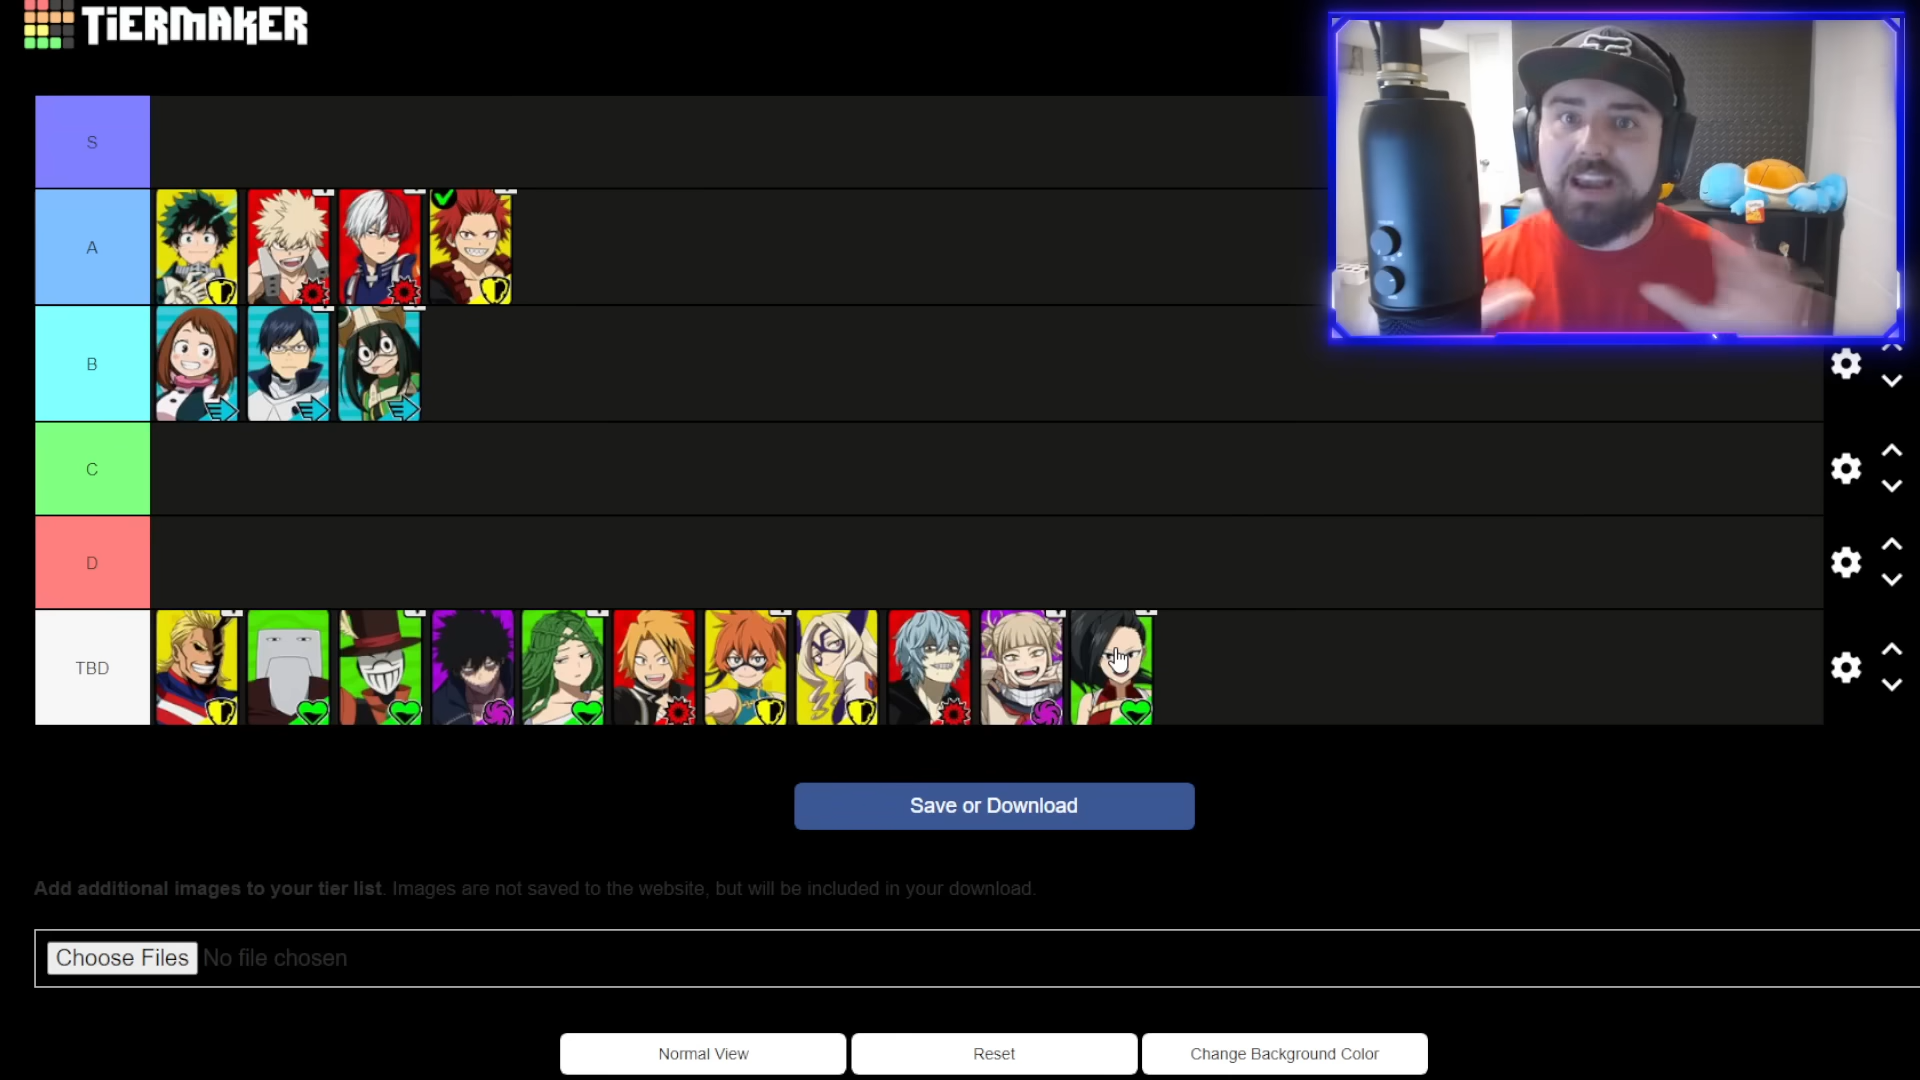 TiERMAKER
S
A
B
C
D
TBD
Save or Download
Add additional images to your tier list. Images are not saved to the website, but will be included in your download.
Choose Files No file chosen
Normal View
Reset
Change Background Color